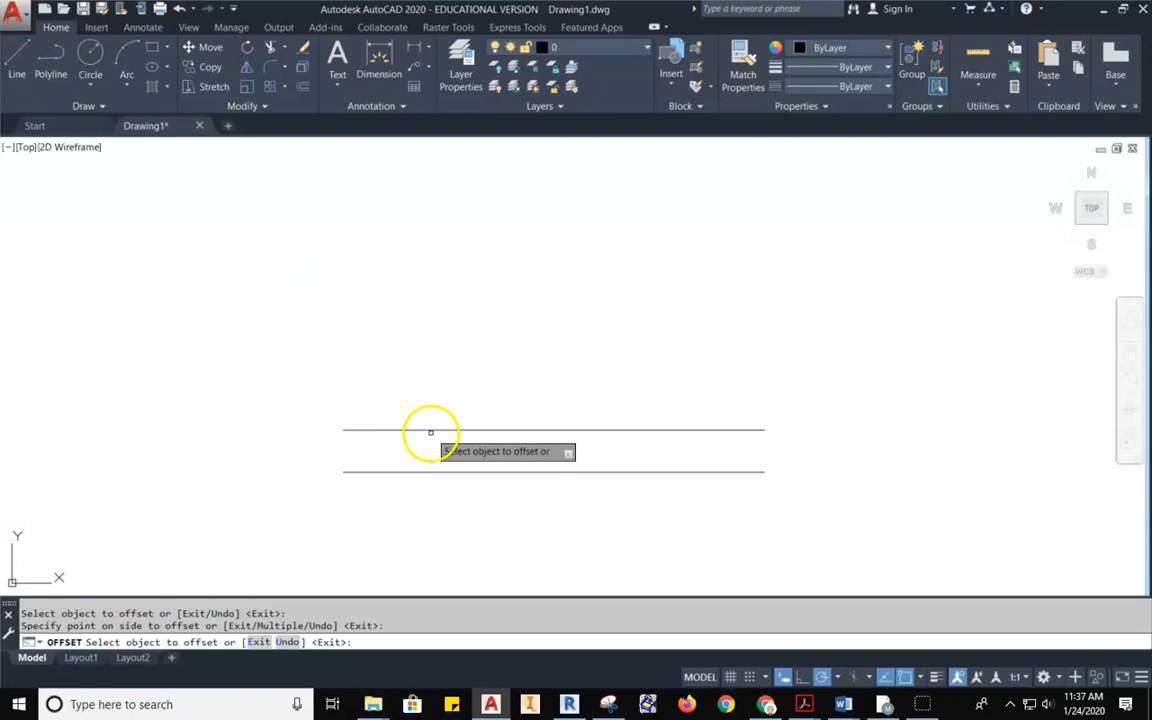 Autodesk AutoCAD 2020 - EDUCATIONAL VERSION Drawing1.dwg
Type a keyword or phrase
Sign In
Home Insert Annotate Parametric View Manage Output Add-ins Collaborate Express Tools Featured Apps
Line Polyline Circle Arc
Move
Copy
Stretch
Text Dimension
Layer
Properties
0
Insert
Match
Properties
ByLayer
ByLayer
ByLayer
Group
Measure
Paste
Base
Draw Modify Annotation Layers Block Properties Groups Utilities Clipboard View
Start Drawing1*
[−][Top][2D Wireframe]
N
W TOP E
S
WCS
Select object to offset or
Y
X
Select object to offset or [Exit/Undo] <Exit>:
Specify point on side to offset or [Exit/Multiple/Undo] <Exit>:
OFFSET Select object to offset or [Exit Undo] <Exit>:
Model Layout1 Layout2 +
MODEL 1:1
Type here to search
11:37 AM
1/24/2020